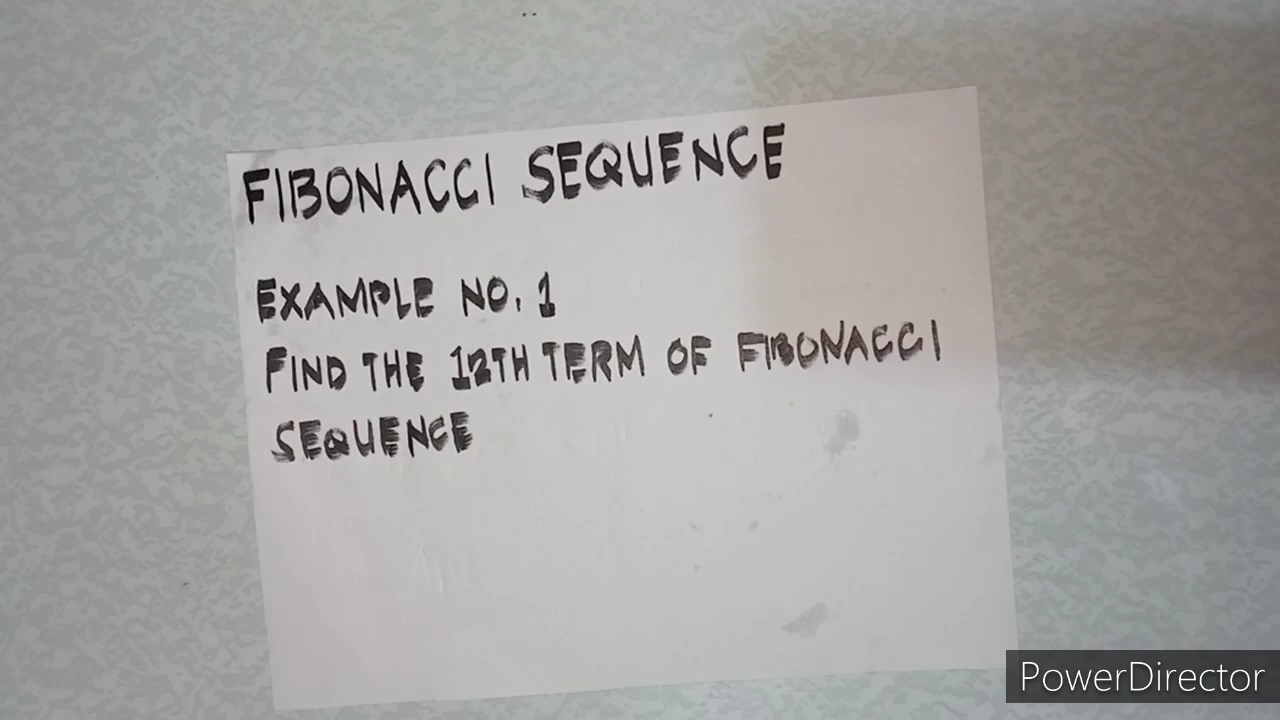 FIBONACCI SEQUENCE
EXAMPLE NO. 1
FIND THE 12TH TERM OF FIBONACCI
SEQUENCE
PowerDirector